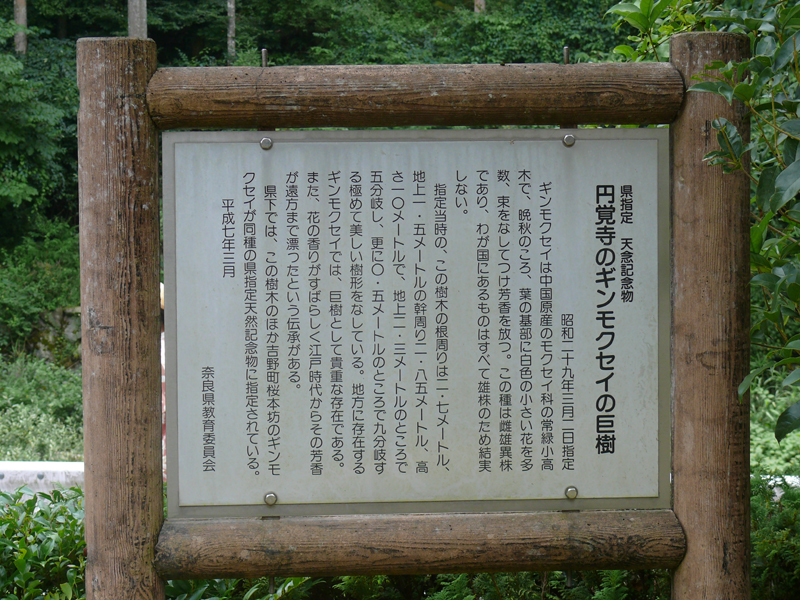 県指定　天念記念物
円覚寺のギンモクセイの巨樹
昭和二十九年三月二日指定
ギンモクセイは中国原産のモクセイ科の常緑小高
木で、晩秋のころ、葉の基部に白色の小さい花を多
数、束をなしてつけ芳香を放つ。この種は雌雄異株
であり、わが国にあるものはすべて雄株のため結実
しない。
指定当時の、この樹木の根周りは二・七メートル、
地上一・五メートルの幹周り二・八五メートル、高
さ一〇メートルで、地上二・三メートルのところで
五分岐し、更に〇・五メートルのところで九分岐す
る極めて美しい樹形をなしている。地方に存在する
ギンモクセイでは、巨樹として貴重な存在である。
また、花の香りがすばらしく江戸時代からその芳香
が遠方まで漂つたという伝承がある。
県下では、この樹木のほか吉野町桜本坊のギンモ
クセイが同種の県指定天然記念物に指定されている。
平成七年三月
奈良県教育委員会